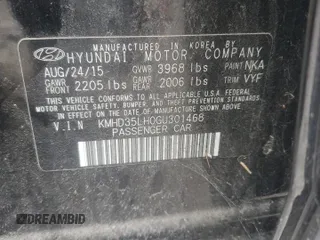 MANUFACTURED IN KOREA BY
HYUNDAI MOTOR COMPANY
AUG/24/15 GVWR 3968 lbs PAINT NKA
GAWR FRONT 2205 lbs GAWR REAR 2006 lbs TRIM VYF
THIS VEHICLE CONFORMS TO ALL APPLICABLE
U.S. FEDERAL MOTOR VEHICLE SAFETY,
BUMPER, AND THEFT PREVENTION STANDARDS
IN EFFECT ON THE DATE OF
MANUFACTURE SHOWN ABOVE.
V.I.N KMHD35LH0GU301468
PASSENGER CAR
DREAMBID